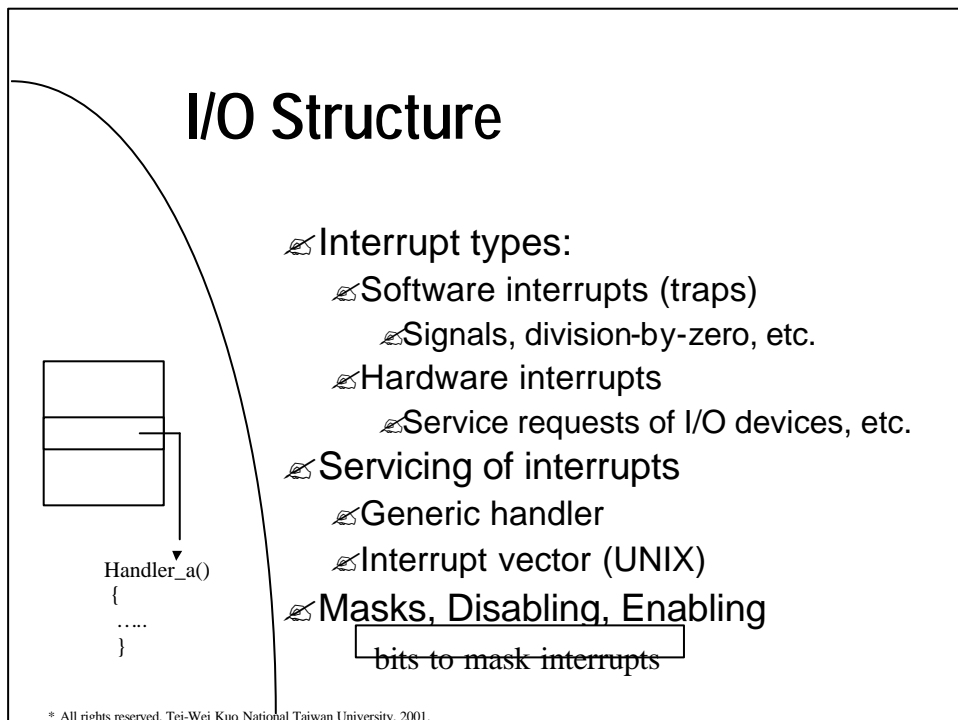 I/O Structure
Interrupt types:
Software interrupts (traps)
Signals, division-by-zero, etc.
Hardware interrupts
Service requests of I/O devices, etc.
Servicing of interrupts
Generic handler
Interrupt vector (UNIX)
Masks, Disabling, Enabling
bits to mask interrupts
Handler_a()
{
…..
}
* All rights reserved, Tei-Wei Kuo, National Taiwan University, 2001.